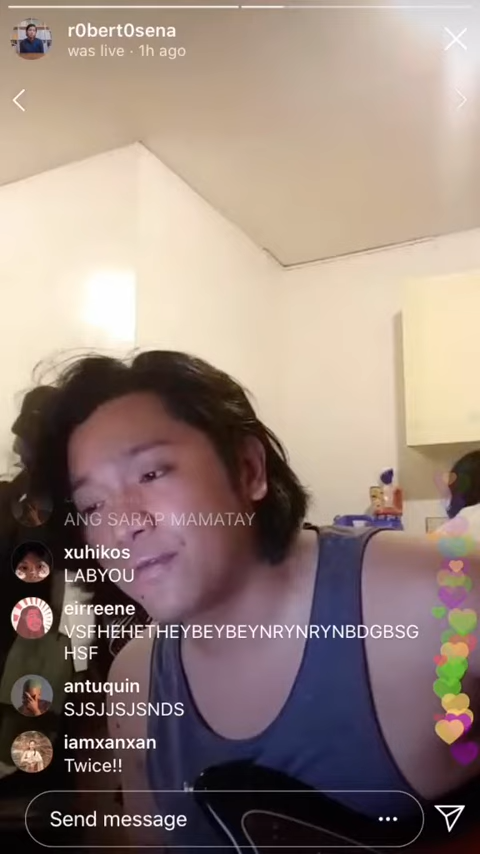 r0bert0sena
was live · 1h ago
ANG SARAP MAMATAY
xuhikos
LABYOU
eirreene
VSFHEHETHEYBEYBEYNRYNRYNBDGBSG
HSF
antuquin
SJSJJSJSNDS
iamxanxan
Twice!!
Send message